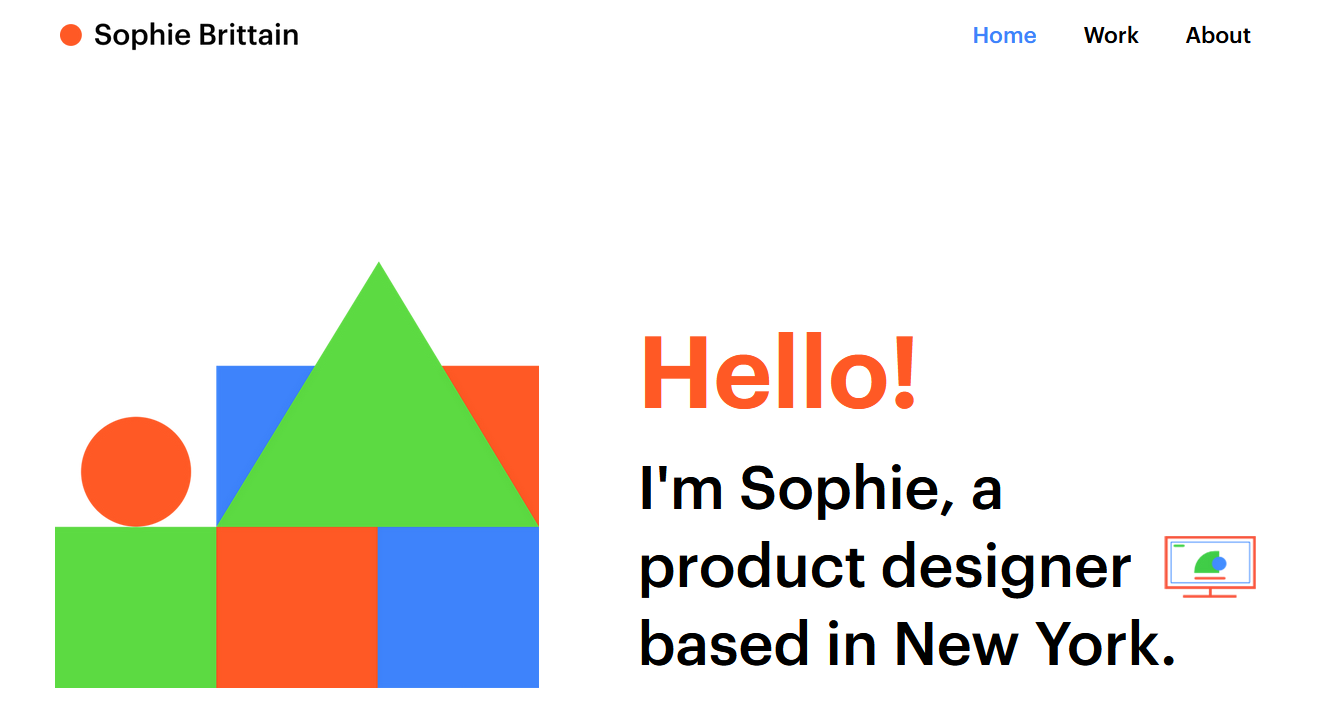 Sophie Brittain
Home Work About
Hello!
I'm Sophie, a
product designer
based in New York.